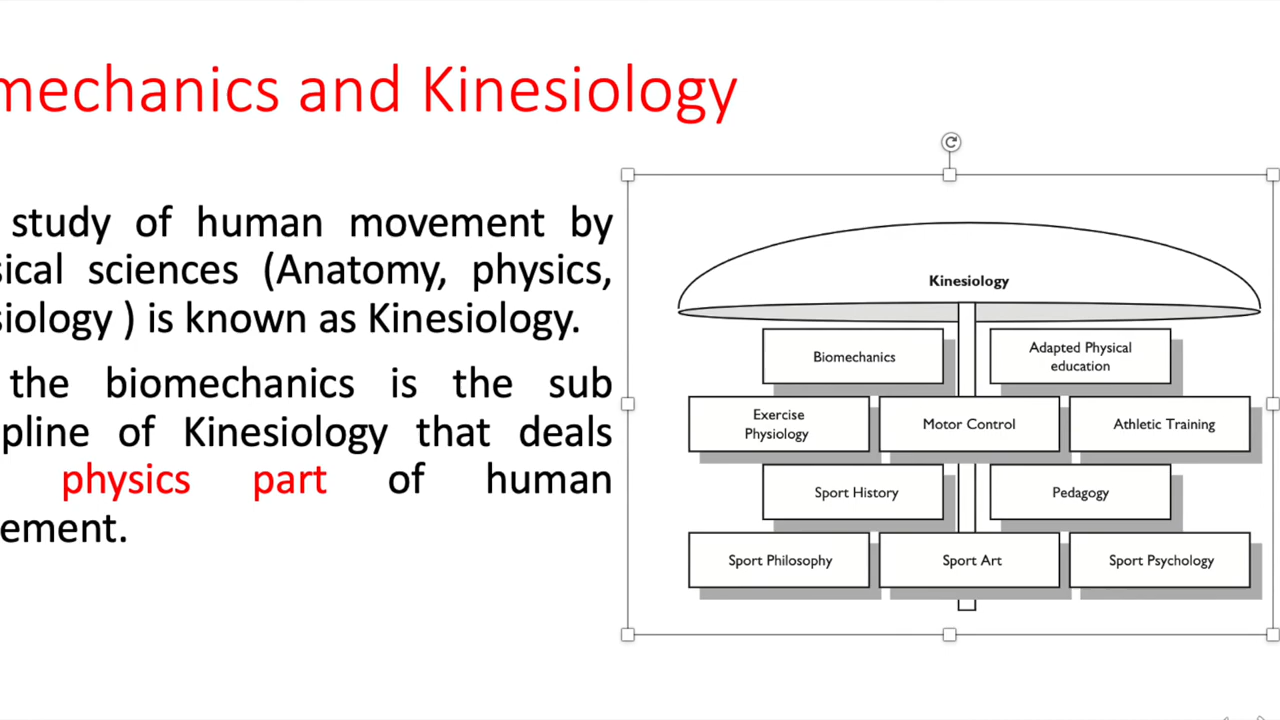 mechanics and Kinesiology
study of human movement by
sical sciences (Anatomy, physics,
siology ) is known as Kinesiology.
the biomechanics is the sub
pline of Kinesiology that deals
physics part of human
ement.
Kinesiology
Biomechanics
Adapted Physical
education
Exercise
Physiology
Motor Control
Athletic Training
Sport History
Pedagogy
Sport Philosophy
Sport Art
Sport Psychology